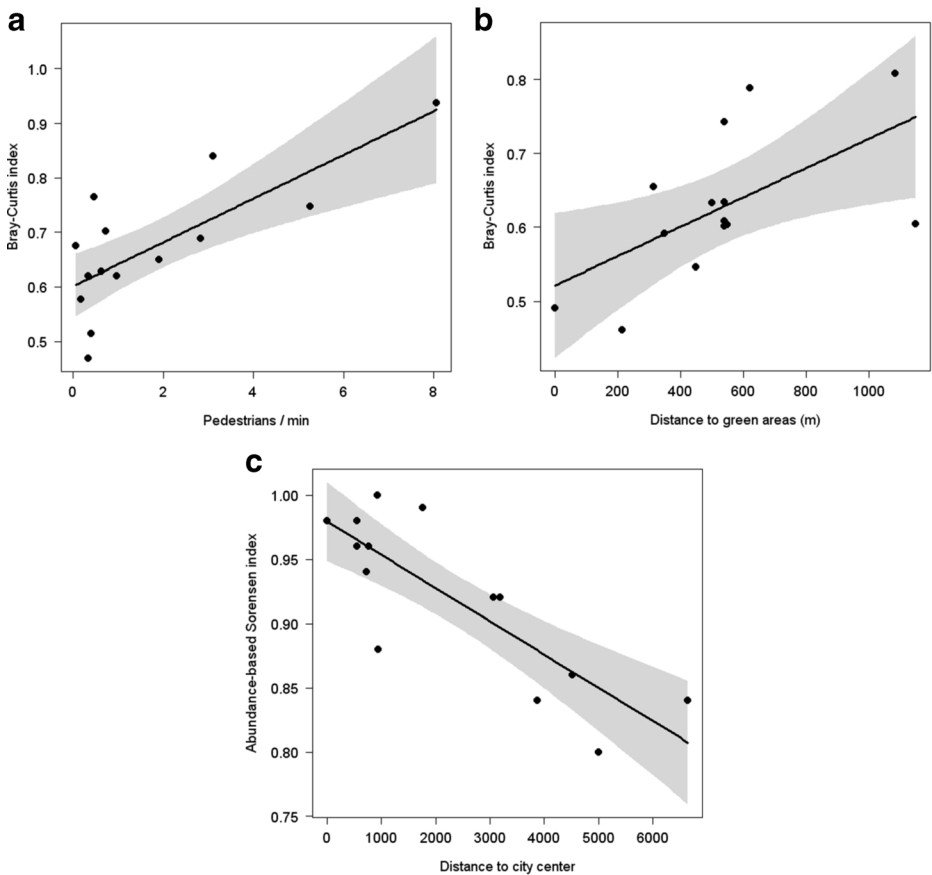 a
1.0
0.9
0.8
0.7
0.6
0.5
Bray-Curtis index
0 2 4 6 8
Pedestrians / min
b
0.8
0.7
0.6
0.5
Bray-Curtis index
0 200 400 600 800 1000
Distance to green areas (m)
c
1.00
0.95
0.90
0.85
0.80
0.75
Abundance-based Sorensen index
0 1000 2000 3000 4000 5000 6000
Distance to city center